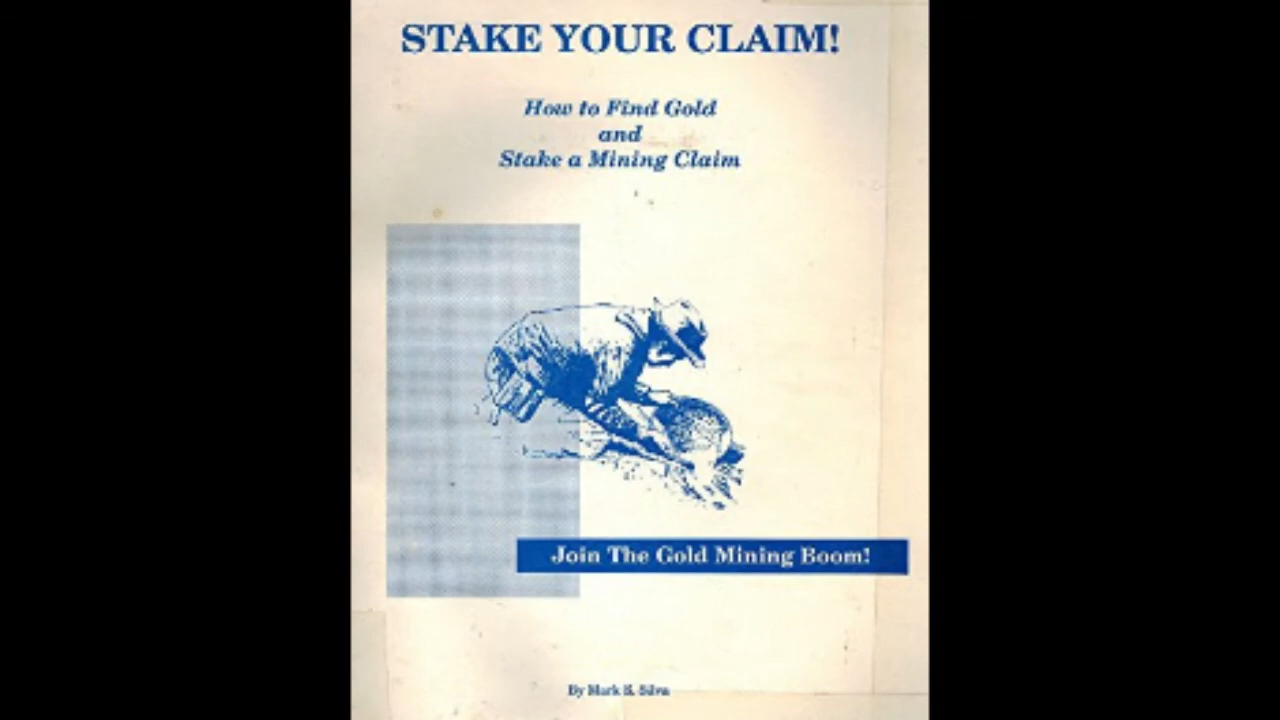 STAKE YOUR CLAIM!
How to Find Gold
and
Stake a Mining Claim
Join The Gold Mining Boom!
By Mark S. Silva